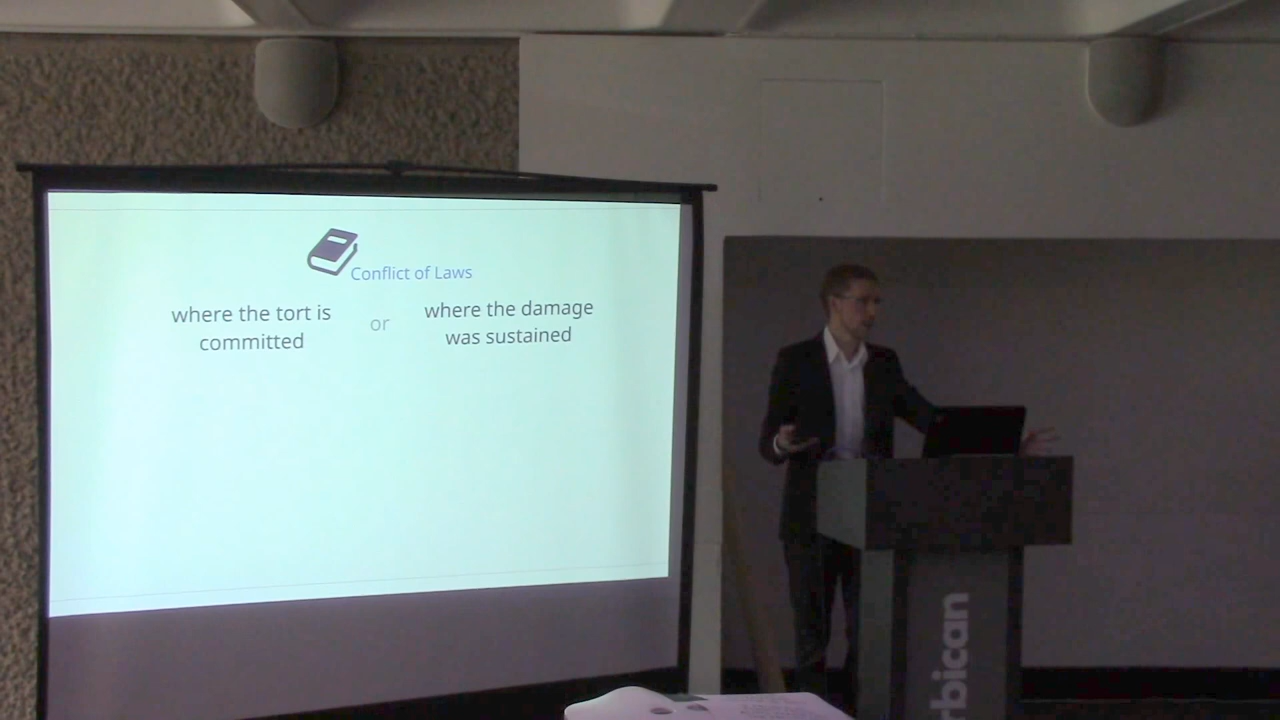 Conflict of Laws
where the tort is
committed
or
where the damage
was sustained
rbican